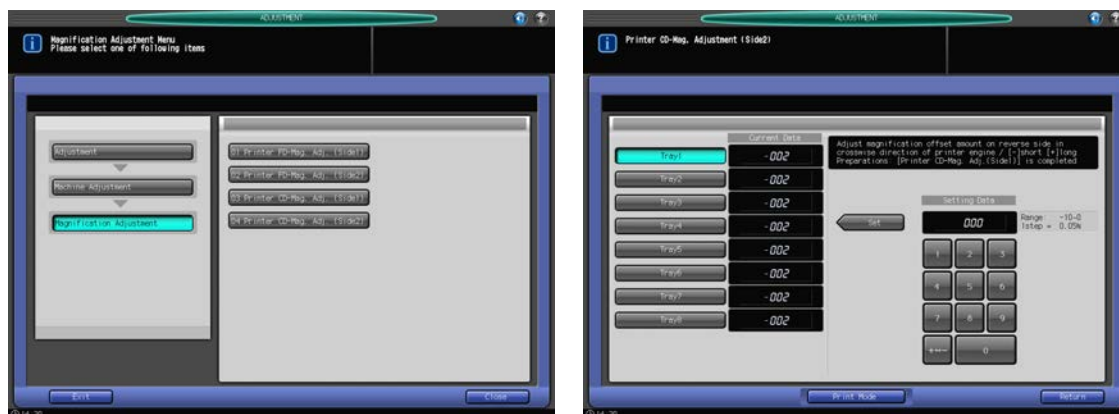 ADJUSTMENT
Magnification Adjustment Menu
Please select one of following items
Adjustment
Machine Adjustment
Magnification Adjustment
01 Printer FD-Mag. Adj. (Side1)
02 Printer FD-Mag. Adj. (Side2)
03 Printer CD-Mag. Adj. (Side1)
04 Printer CD-Mag. Adj. (Side2)
Exit
Close
ADJUSTMENT
Printer CD-Mag. Adjustment (Side2)
Current Data
Tray1 -002
Tray2 -002
Tray3 -002
Tray4 -002
Tray5 -002
Tray6 -002
Tray7 -002
Tray8 -002
Adjust magnification offset amount on reverse side in
crosswise direction of printer engine / [-]short [+]long
Preparations: [Printer CD-Mag. Adj.(Side1)] is completed
Setting Data
Set
000
Range: -10-0
1step = 0.05%
1 2 3
4 5 6
7 8 9
0
Print Mode
Return